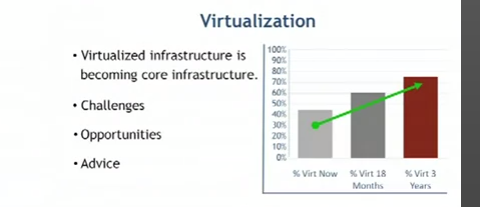 Virtualization
• Virtualized infrastructure is
becoming core infrastructure.
• Challenges
• Opportunities
• Advice
100%
90%
80%
70%
60%
50%
40%
30%
20%
10%
0%
% Virt Now
% Virt 18
Months
% Virt 3
Years